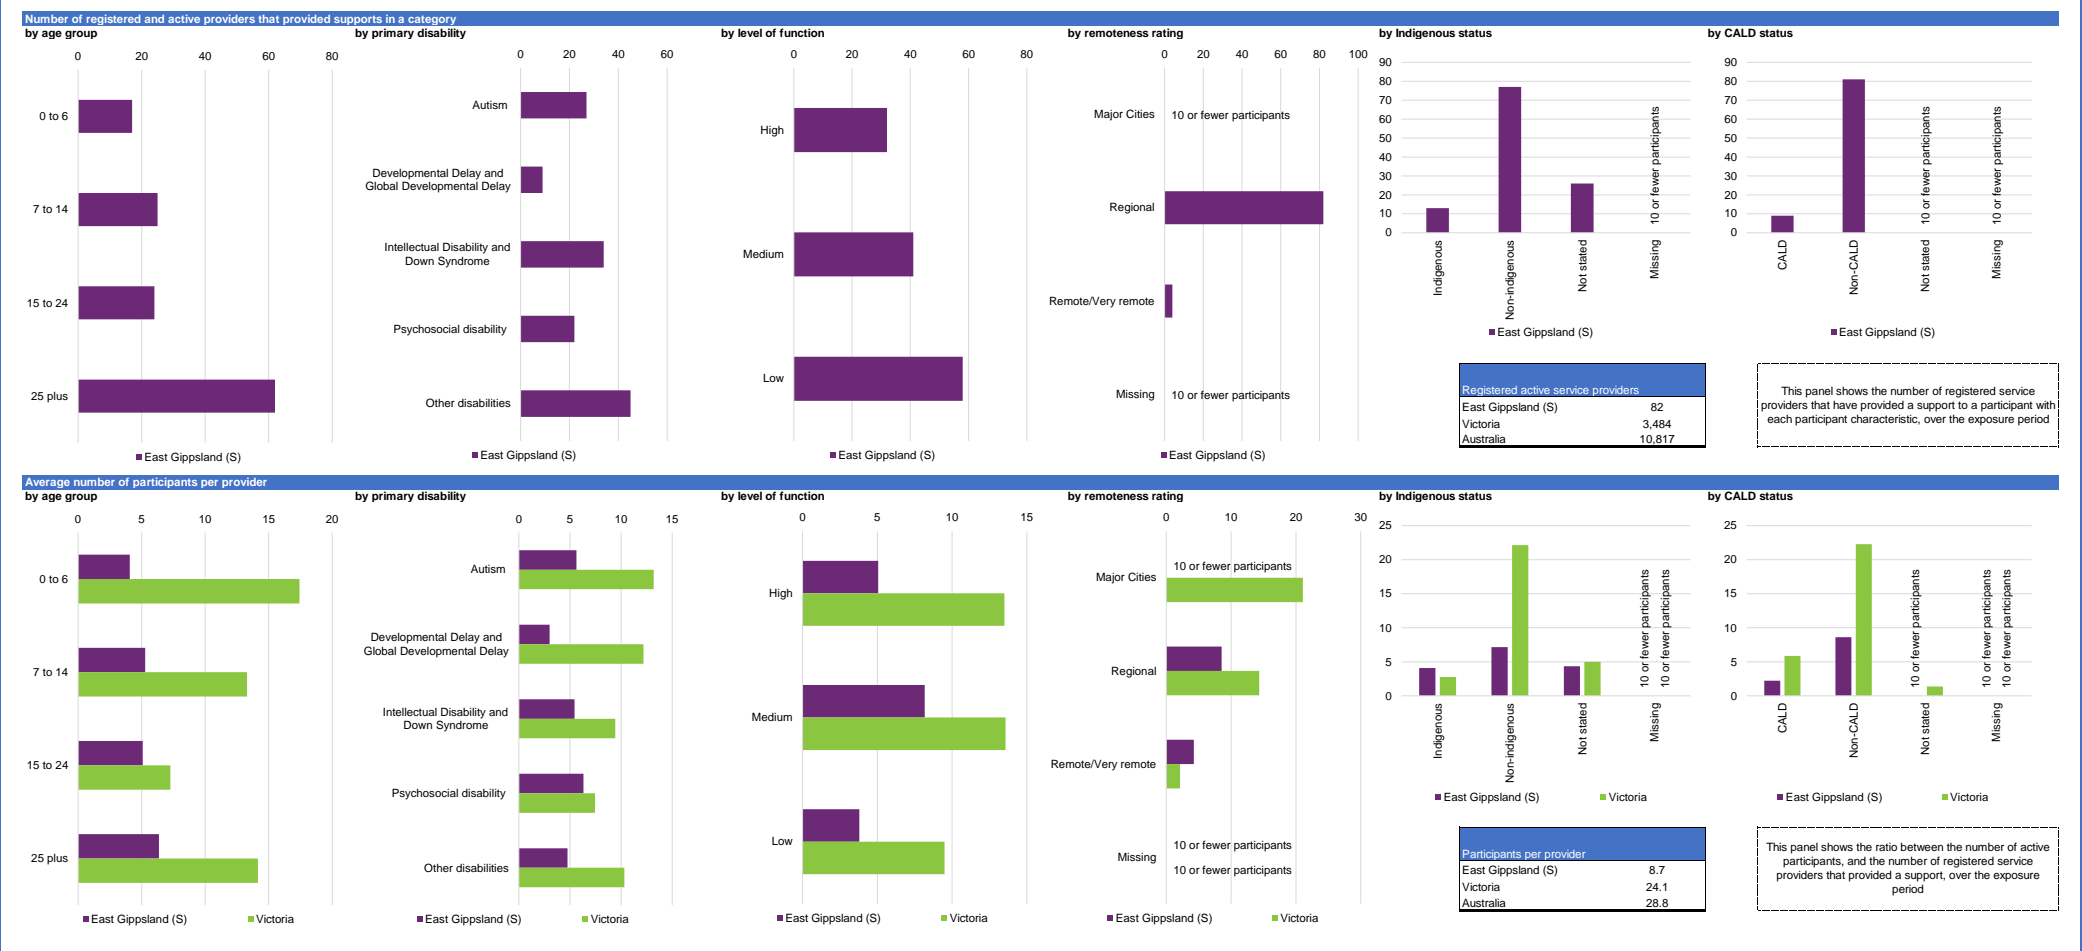 Number of registered and active providers that provided supports in a category
by age group
0
20
40
60
80
0 to 6
7 to 14
15 to 24
25 plus
East Gippsland (S)
by primary disability
0
20
40
60
Autism
Developmental Delay and
Global Developmental Delay
Intellectual Disability and
Down Syndrome
Psychosocial disability
Other disabilities
East Gippsland (S)
by level of function
0
20
40
60
80
High
Medium
Low
East Gippsland (S)
by remoteness rating
0
20
40
60
80
100
Major Cities
10 or fewer participants
Regional
Remote/Very remote
Missing
10 or fewer participants
East Gippsland (S)
by Indigenous status
90
80
70
60
50
40
30
20
10
0
10 or fewer participants
Indigenous
Non-indigenous
Not stated
Missing
East Gippsland (S)
by CALD status
90
80
70
60
50
40
30
20
10
0
10 or fewer participants
10 or fewer participants
CALD
Non-CALD
Not stated
Missing
East Gippsland (S)
Registered active service providers
East Gippsland (S) 82
Victoria 3,484
Australia 10,817
This panel shows the number of registered service
providers that have provided a support to a participant with
each participant characteristic, over the exposure period
Average number of participants per provider
by age group
0
5
10
15
20
0 to 6
7 to 14
15 to 24
25 plus
East Gippsland (S)
Victoria
by primary disability
0
5
10
15
Autism
Developmental Delay and
Global Developmental Delay
Intellectual Disability and
Down Syndrome
Psychosocial disability
Other disabilities
East Gippsland (S)
Victoria
by level of function
0
5
10
15
High
Medium
Low
East Gippsland (S)
Victoria
by remoteness rating
0
10
20
30
10 or fewer participants
Major Cities
Regional
Remote/Very remote
10 or fewer participants
Missing
10 or fewer participants
East Gippsland (S)
Victoria
by Indigenous status
25
20
15
10
5
0
10 or fewer participants
10 or fewer participants
Indigenous
Non-indigenous
Not stated
Missing
East Gippsland (S)
Victoria
by CALD status
25
20
15
10
5
0
10 or fewer participants
10 or fewer participants
10 or fewer participants
CALD
Non-CALD
Not stated
Missing
East Gippsland (S)
Victoria
Participants per provider
East Gippsland (S) 8.7
Victoria 24.1
Australia 28.8
This panel shows the ratio between the number of active
participants, and the number of registered service
providers that provided a support, over the exposure
period